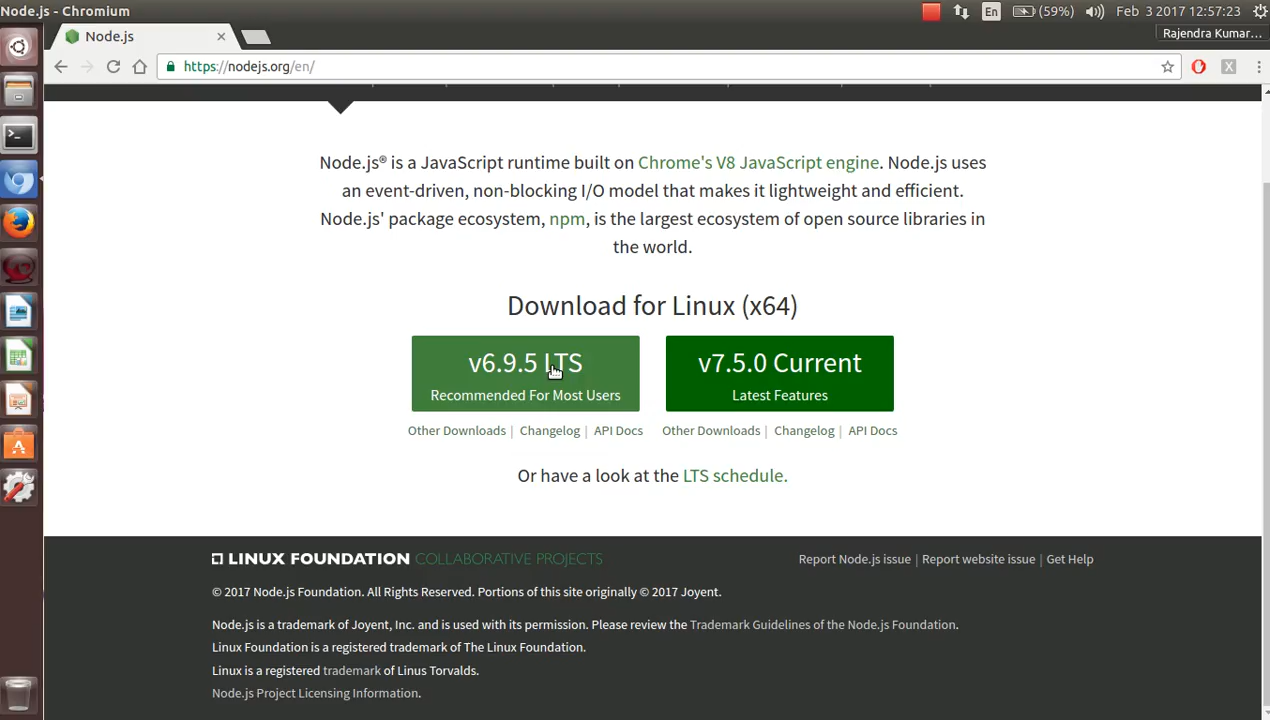 Node.js - Chromium
En
(59%)
Feb 3 2017 12:57:23
Node.js
Rajendra Kumar...
https://nodejs.org/en/
X
Node.js® is a JavaScript runtime built on Chrome's V8 JavaScript engine. Node.js uses
an event-driven, non-blocking I/O model that makes it lightweight and efficient.
Node.js' package ecosystem, npm, is the largest ecosystem of open source libraries in
the world.
Download for Linux (x64)
v6.9.5 LTS
Recommended For Most Users
v7.5.0 Current
Latest Features
Other Downloads | Changelog | API Docs
Other Downloads | Changelog | API Docs
Or have a look at the LTS schedule.
LINUX FOUNDATION COLLABORATIVE PROJECTS
Report Node.js issue | Report website issue | Get Help
© 2017 Node.js Foundation. All Rights Reserved. Portions of this site originally © 2017 Joyent.
Node.js is a trademark of Joyent, Inc. and is used with its permission. Please review the Trademark Guidelines of the Node.js Foundation.
Linux Foundation is a registered trademark of The Linux Foundation.
Linux is a registered trademark of Linus Torvalds.
Node.js Project Licensing Information.